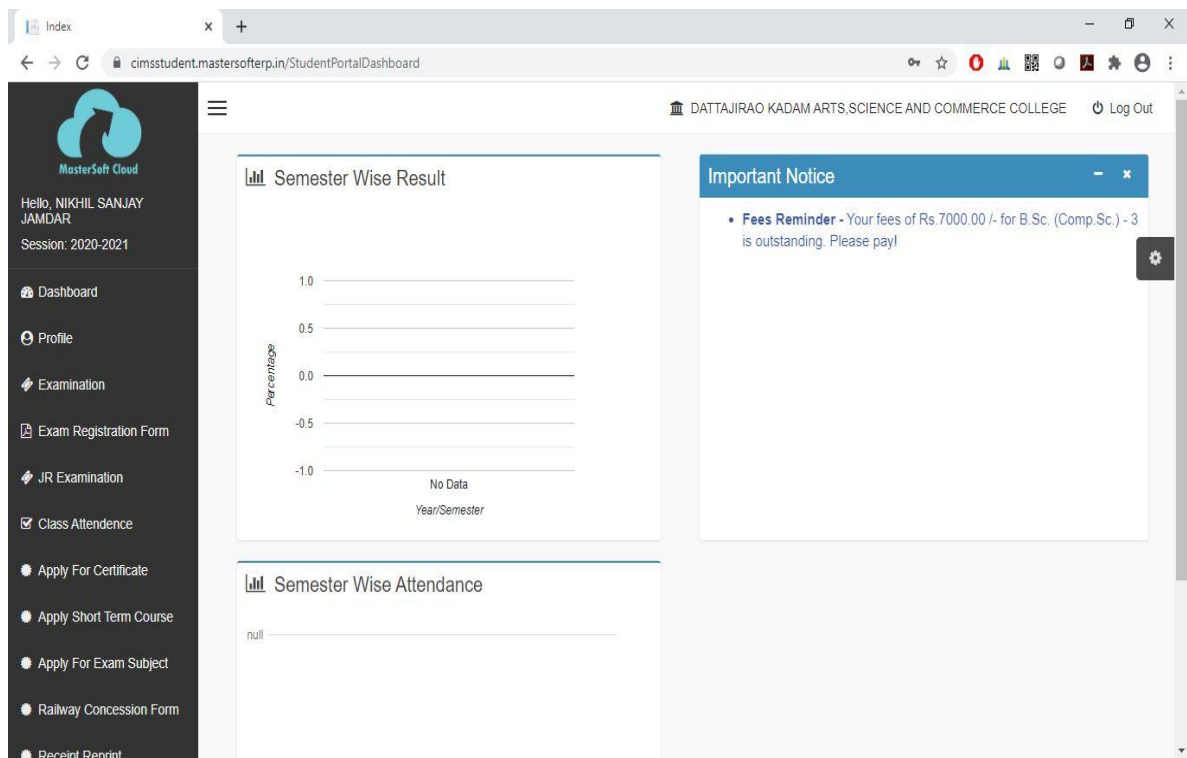 Index
cimsstudent.mastersofterp.in/StudentPortalDashboard
MasterSoft Cloud
Hello, NIKHIL SANJAY
JAMDAR
Session: 2020-2021
Dashboard
Profile
Examination
Exam Registration Form
JR Examination
Class Attendence
Apply For Certificate
Apply Short Term Course
Apply For Exam Subject
Railway Concession Form
Receipt Reprint
DATTAJIRAO KADAM ARTS,SCIENCE AND COMMERCE COLLEGE
Log Out
Semester Wise Result
1.0
0.5
0.0
-0.5
-1.0
Percentage
No Data
Year/Semester
Important Notice
Fees Reminder - Your fees of Rs.7000.00 /- for B.Sc. (Comp.Sc.) - 3
is outstanding. Please pay!
Semester Wise Attendance
null